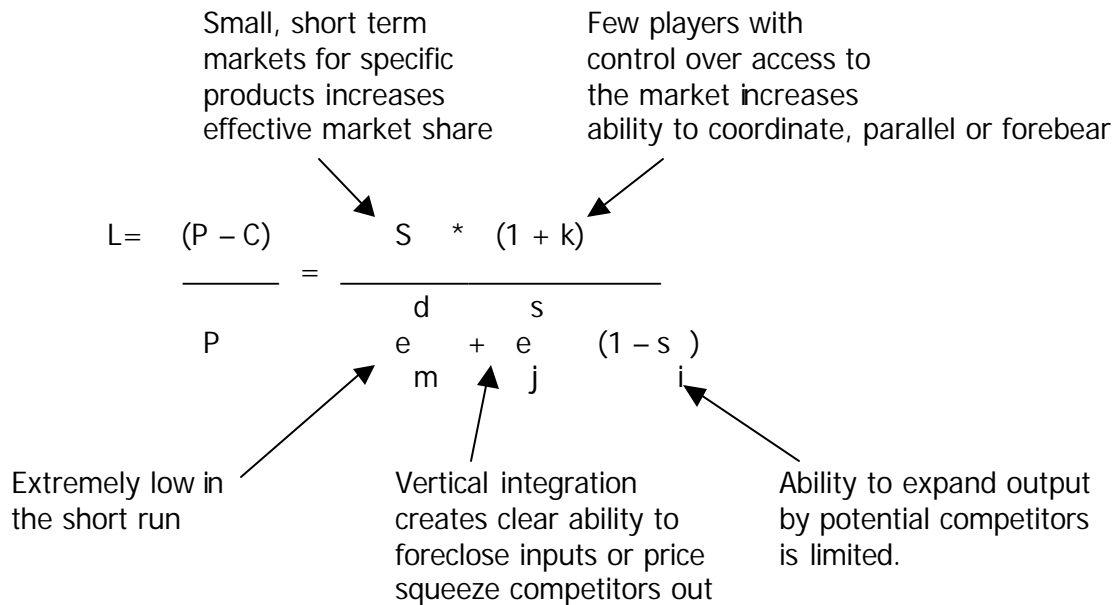 Small, short term
markets for specific
products increases
effective market share
Few players with
control over access to
the market increases
ability to coordinate, parallel or forebear
L= (P – C) S * (1 + k)
______ = ____________________
d s
P e + e (1 – s )
m j i
Extremely low in
the short run
Vertical integration
creates clear ability to
foreclose inputs or price
squeeze competitors out
Ability to expand output
by potential competitors
is limited.